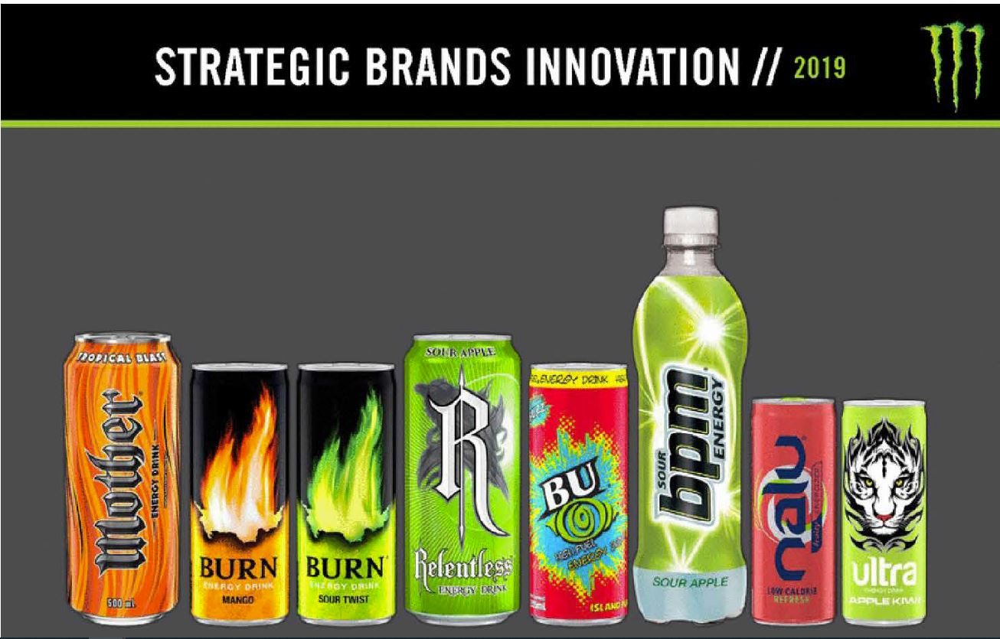 STRATEGIC BRANDS INNOVATION // 2019
TROPICAL BLAST
Mother®
ENERGY DRINK
500 mL
BURN
ENERGY DRINK
MANGO
BURN
ENERGY DRINK
SOUR TWIST
SOUR APPLE
R
Relentless
ENERGY DRINK
ENERGY DRINK
BU
HIGH FUEL
ENERGY
ISLAND
SOUR
bpm
ENERGY
SOUR APPLE
nalu®
LOW CALORIE
REFRESH
ultra
ENERGY DRINK
APPLE KIWI